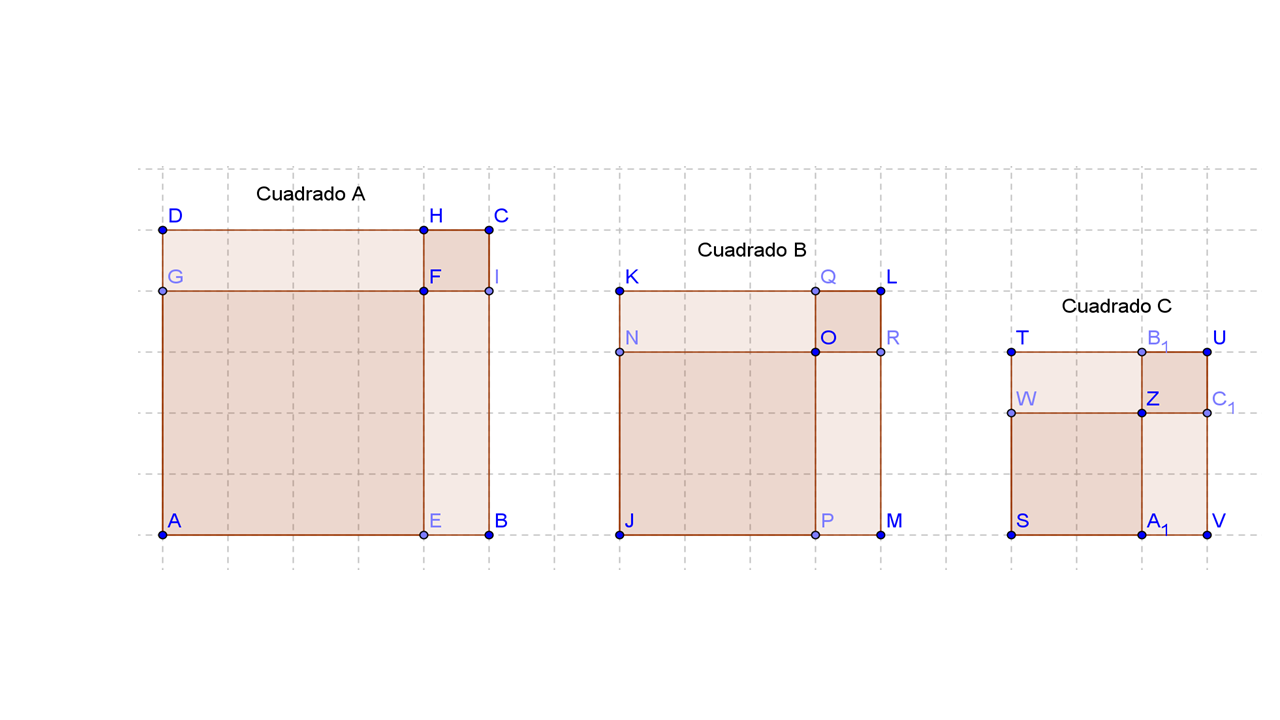 Cuadrado A
D H C
G F I
A E B
Cuadrado B
K Q L
N O R
J P M
Cuadrado C
T B₁ U
W Z C₁
S A₁ V